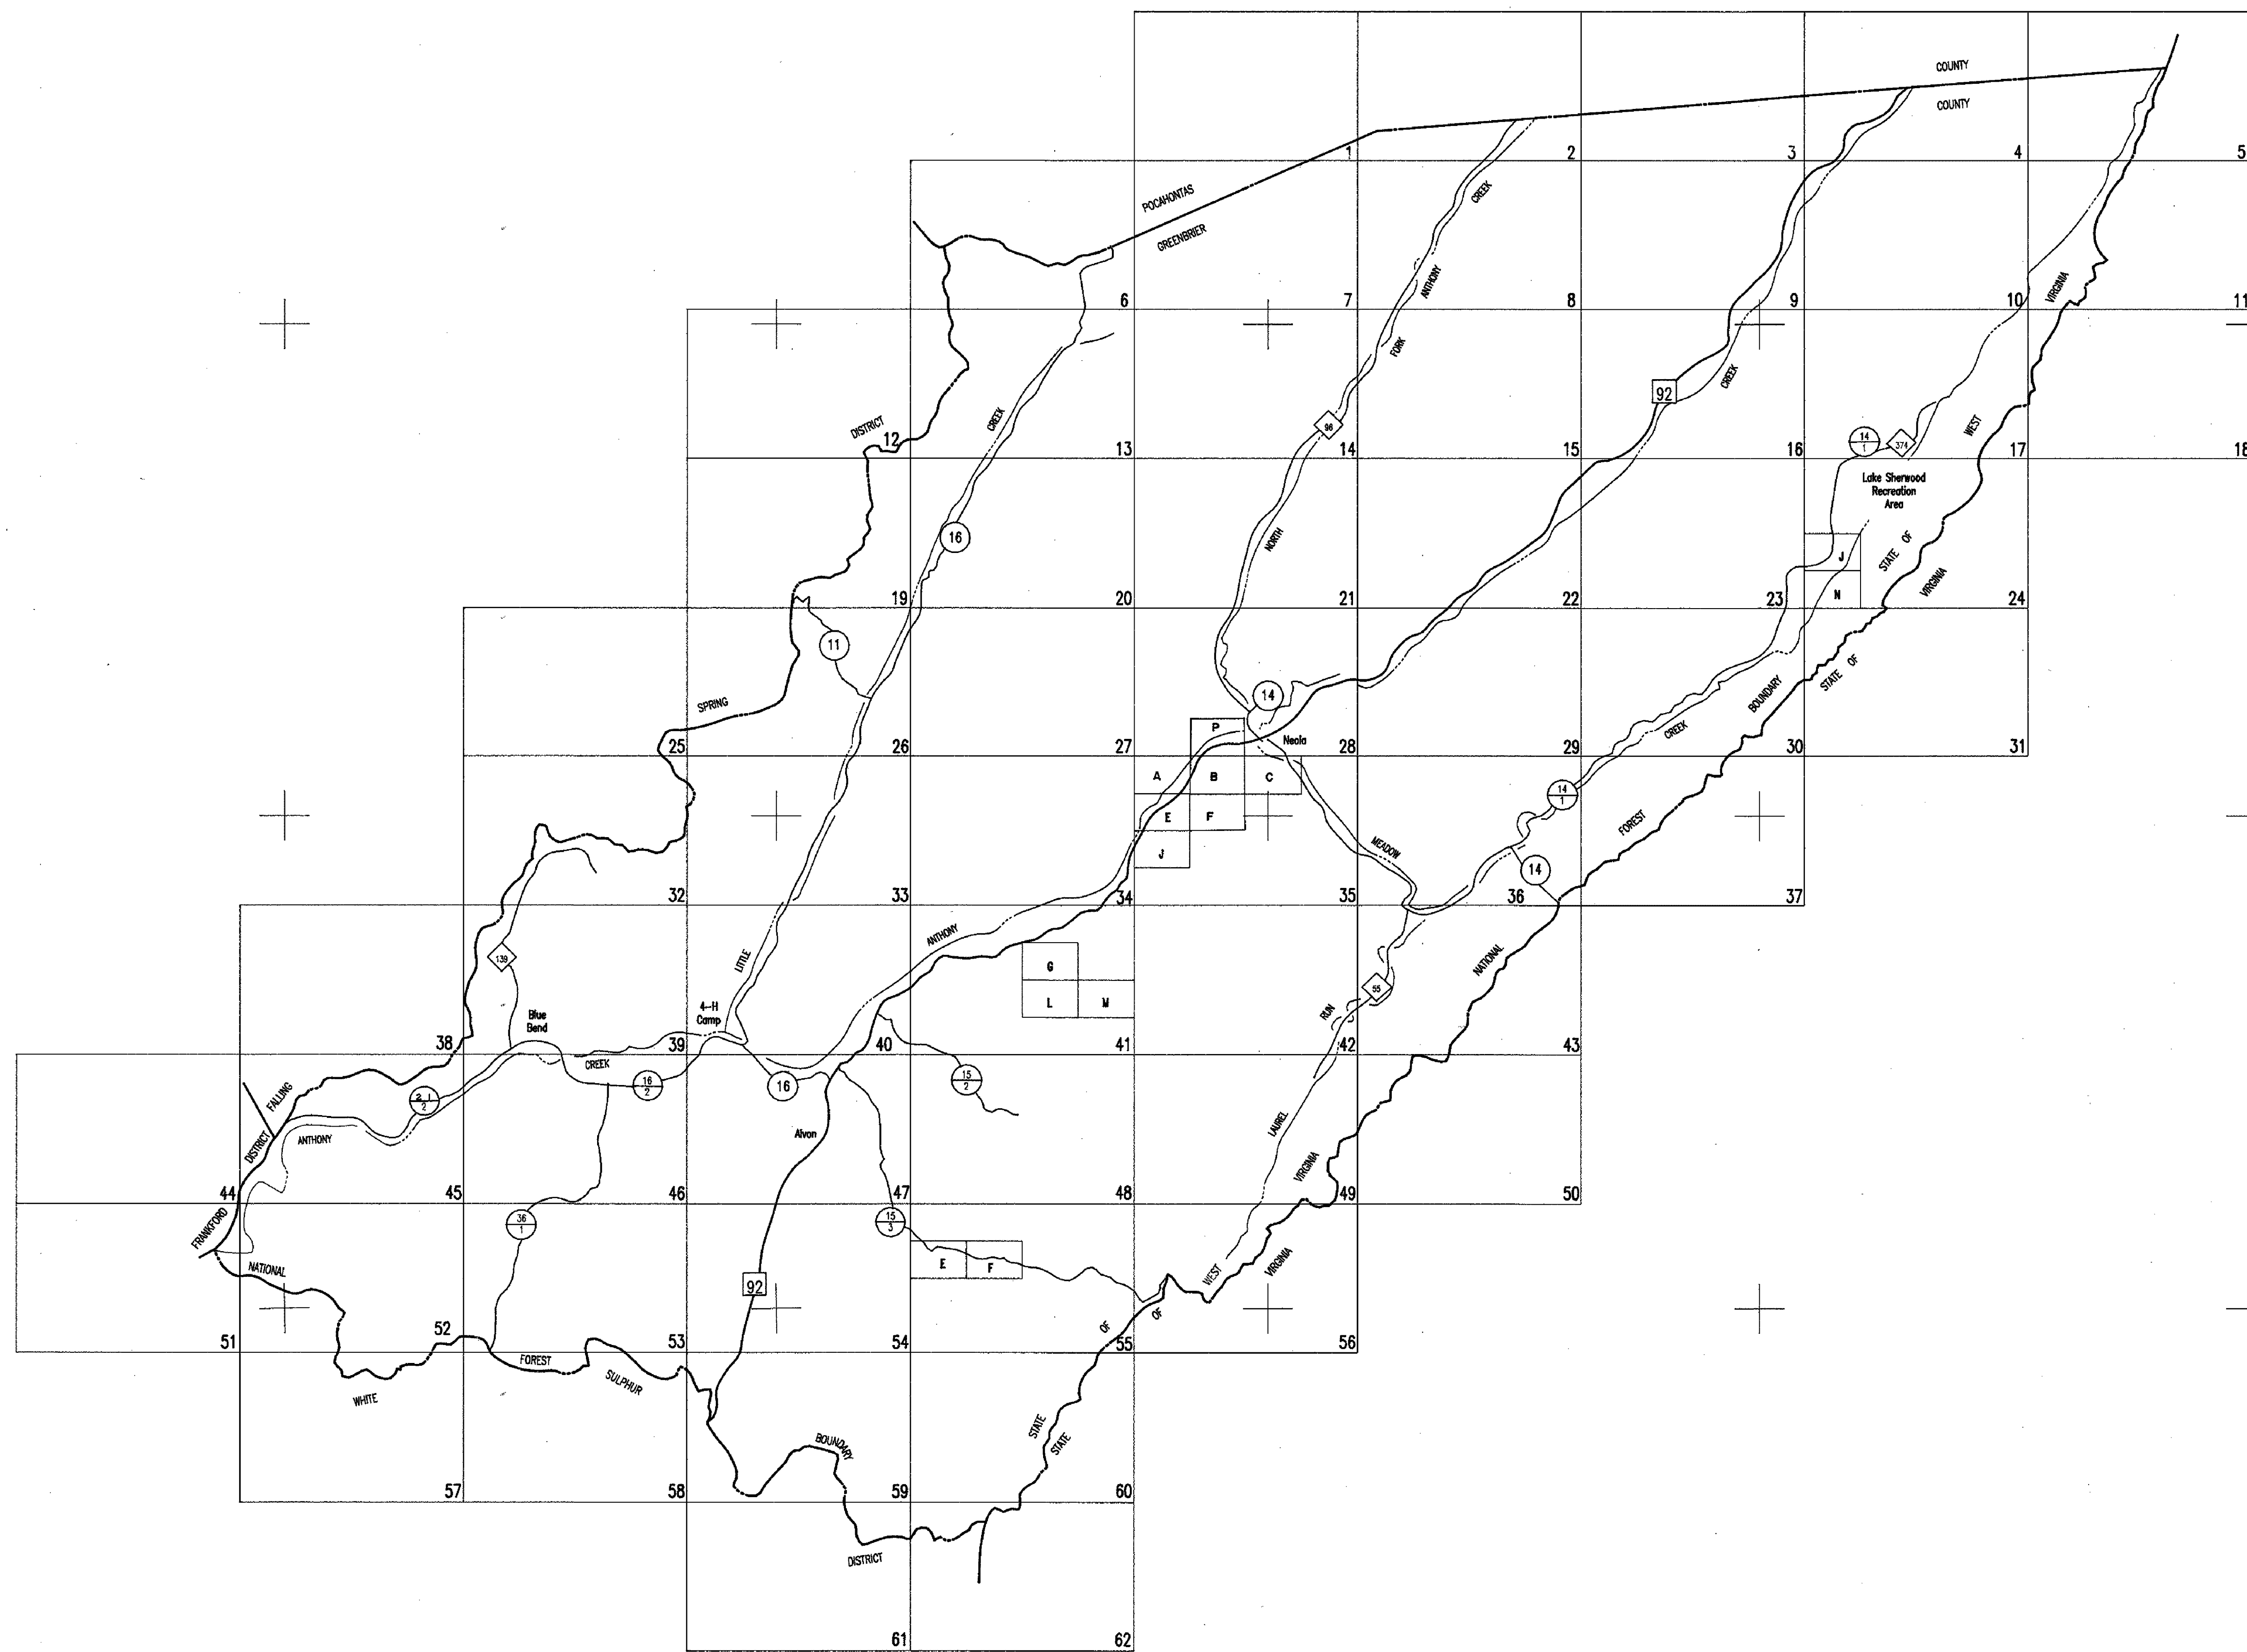 COUNTY
COUNTY
1
2
3
4
5
POCAHONTAS
GREENBRIER
CREEK
ANTHONY
FORK
VIRGINIA
6
7
8
9
10
11
CREEK
92
CREEK
96
WEST
DISTRICT
12
13
14
15
16
17
18
14
1
374
Lake Sherwood
Recreation
Area
16
NORTH
STATE OF
J
VIRGINIA
N
19
20
21
22
23
24
11
STATE OF
BOUNDARY
14
SPRING
P
Neola
CREEK
25
26
27
28
29
30
31
A
B
C
14
1
E
F
FOREST
J
MEADOW
14
32
33
34
35
36
37
ANTHONY
139
LITTLE
G
NATIONAL
55
4-H
Camp
L
M
RUN
Blue
Bend
38
39
40
41
42
43
CREEK
16
2
16
15
2
FALLING
2 1
2
DISTRICT
ANTHONY
Alvon
LAUREL
VIRGINIA
44
45
46
47
48
49
50
FRANKFORD
36
1
15
3
NATIONAL
E
F
WEST
VIRGINIA
92
OF
OF
51
52
53
54
55
56
FOREST
SULPHUR
WHITE
STATE
STATE
BOUNDARY
57
58
59
60
DISTRICT
61
62